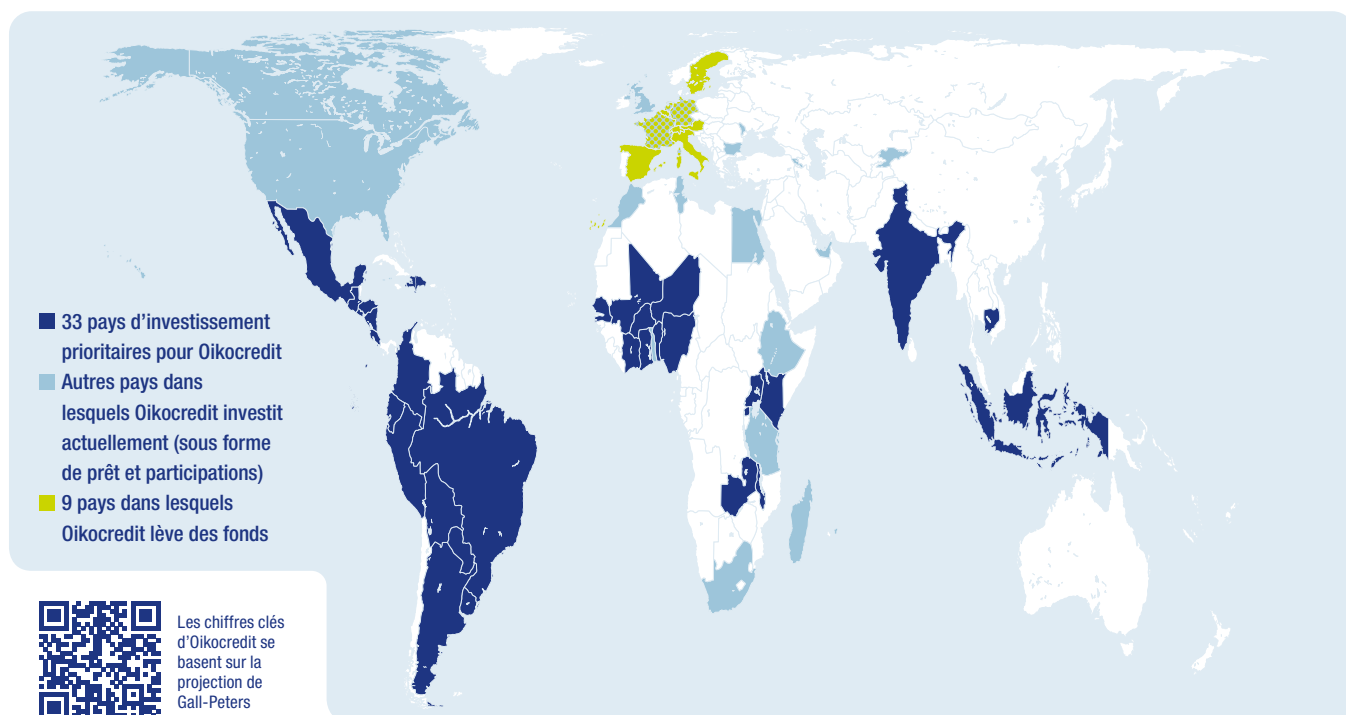 33 pays d’investissement
prioritaires pour Oikocredit
Autres pays dans
lesquels Oikocredit investit
actuellement (sous forme
de prêt et participations)
9 pays dans lesquels
Oikocredit lève des fonds
Les chiffres clés
d’Oikocredit se
basent sur la
projection de
Gall-Peters